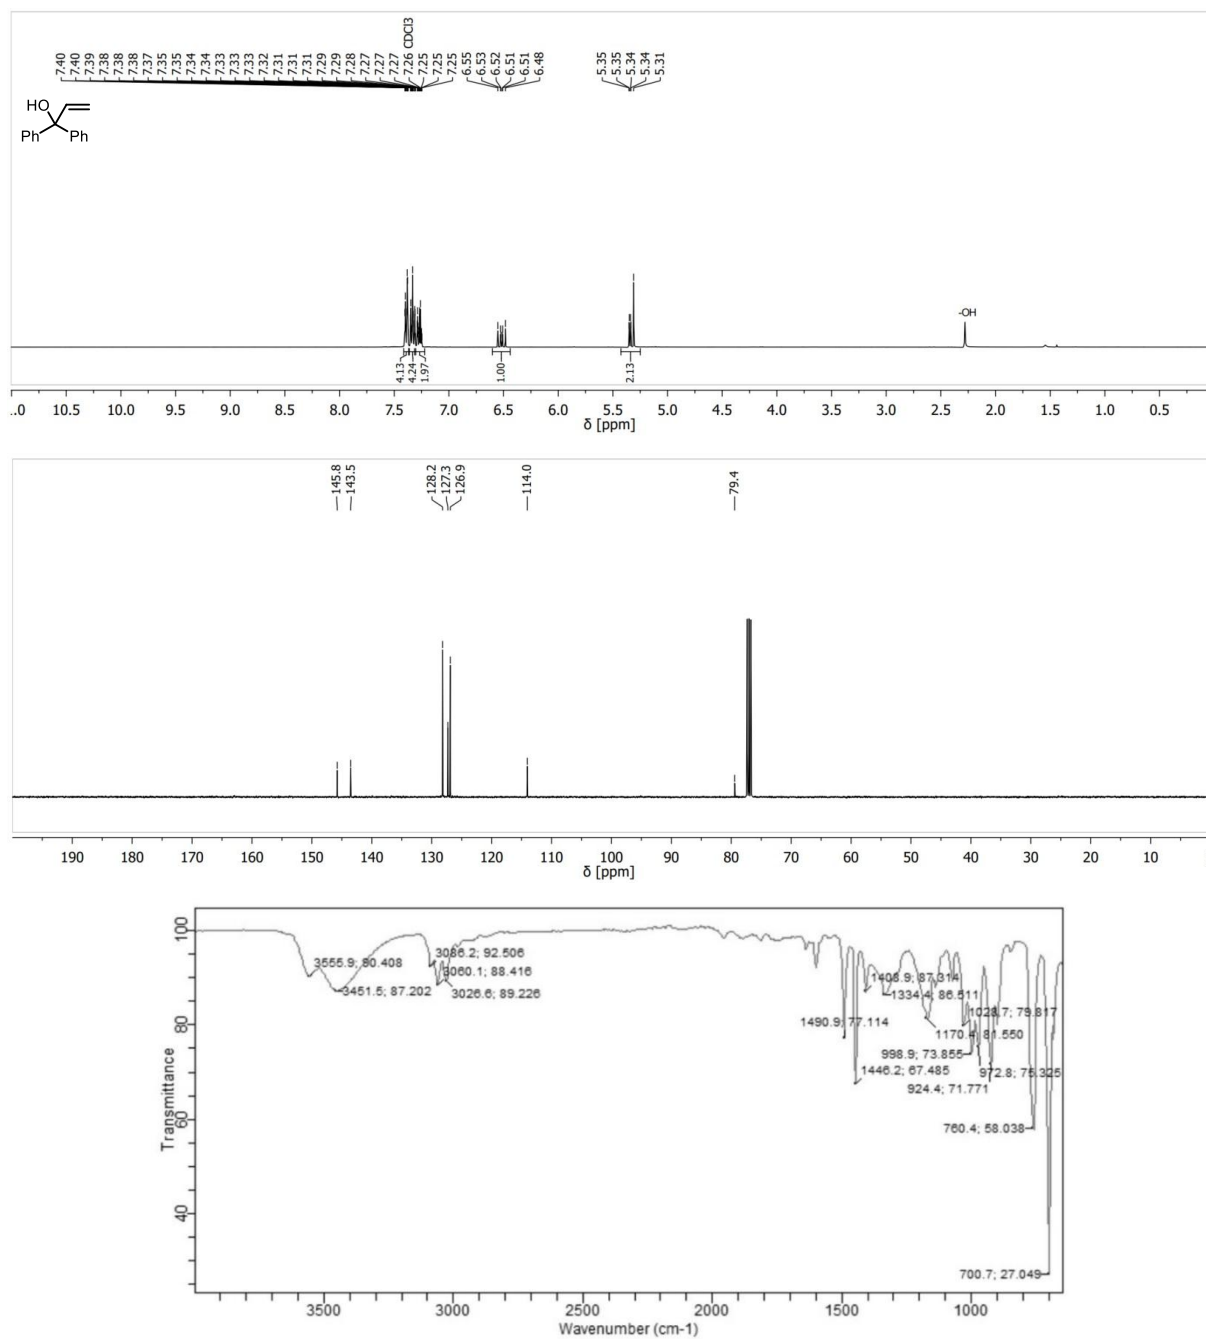 7.40 7.40 7.39 7.38 7.38 7.38 7.37 7.35 7.35 7.34 7.34 7.33 7.33 7.33 7.32 7.31 7.31 7.31 7.29 7.29 7.28 7.27 7.27 7.27 7.26 CDCl3 7.25 7.25 7.25 6.55 6.53 6.52 6.51 6.51 6.48 5.35 5.35 5.34 5.34 5.31
HO
Ph Ph
-OH
4.13 4.24 1.97 1.00 2.13
.0 10.5 10.0 9.5 9.0 8.5 8.0 7.5 7.0 6.5 6.0 5.5 5.0 4.5 4.0 3.5 3.0 2.5 2.0 1.5 1.0 0.5
δ [ppm]
145.8 143.5 128.2 127.3 126.9 114.0 79.4
190 180 170 160 150 140 130 120 110 100 90 80 70 60 50 40 30 20 10
δ [ppm]
100
80
60
40
Transmittance
3555.9; 90.408
3451.5; 87.202
3086.2; 92.506
3060.1; 88.416
3026.6; 89.226
1490.9; 77.114
1446.2; 67.485
1403.9; 87.314
1334.4; 86.511
1170.4; 81.550
1028.7; 79.817
998.9; 73.855
972.8; 75.325
924.4; 71.771
760.4; 58.038
700.7; 27.049
3500 3000 2500 2000 1500 1000
Wavenumber (cm-1)